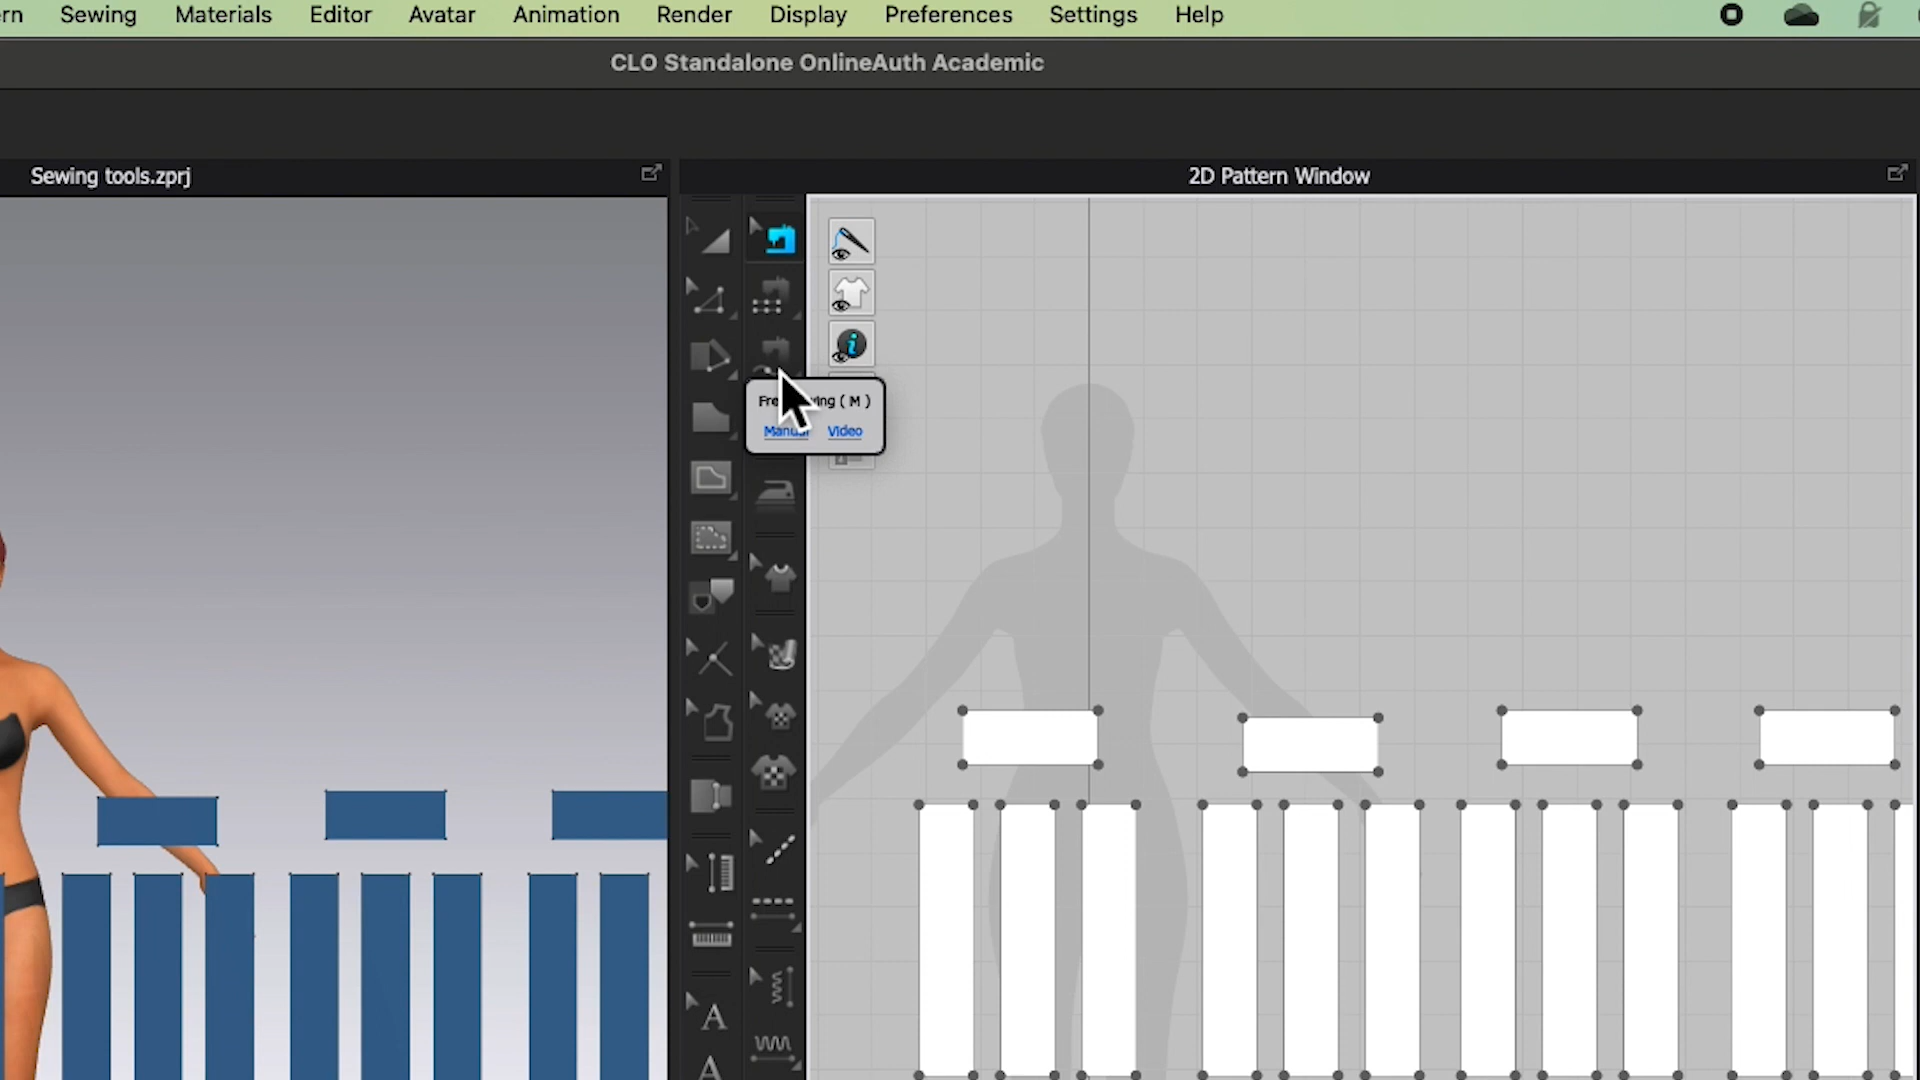 Sewing Materials Editor Avatar Animation Render Display Preferences Settings Help
CLO Standalone OnlineAuth Academic
Sewing tools.zprj
2D Pattern Window
( M )
Manual Video
A
A